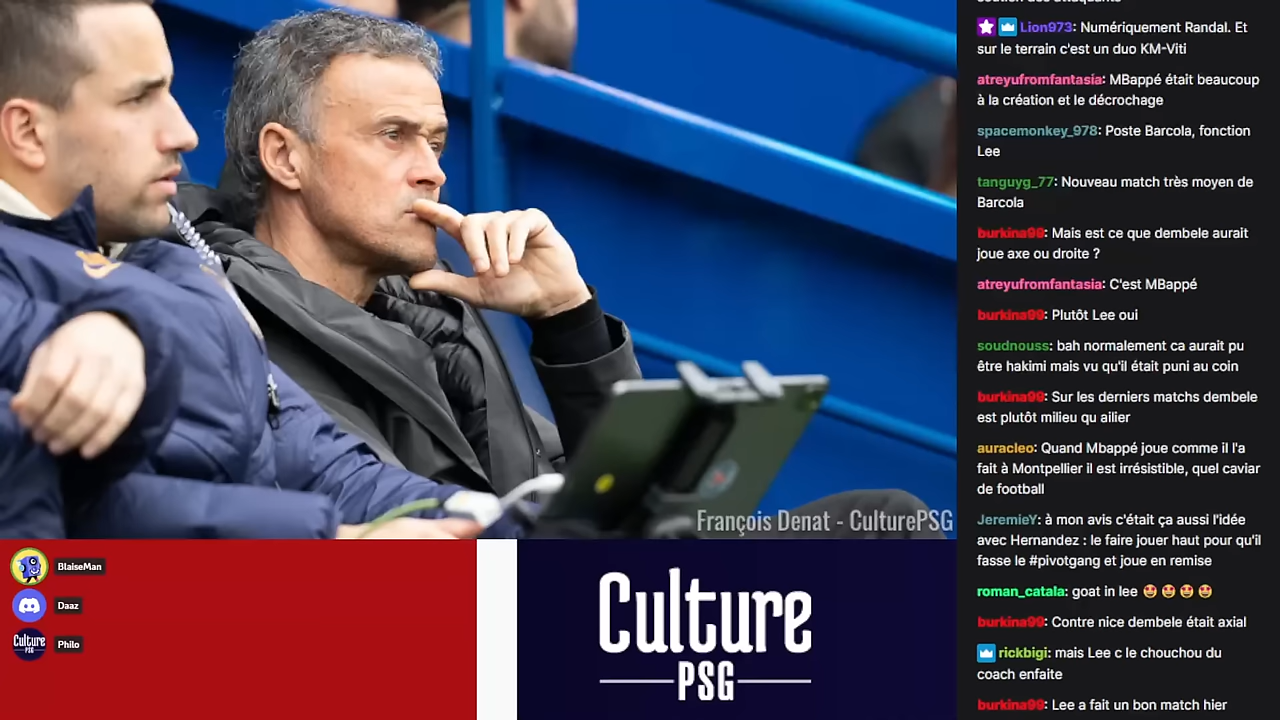 soutien des attaquants
Lion973: Numériquement Randal. Et
sur le terrain c'est un duo KM-Viti
atreyufromfantasia: MBappé était beaucoup
à la création et le décrochage
spacemonkey_978: Poste Barcola, fonction
Lee
tanguyg_77: Nouveau match très moyen de
Barcola
burkina99: Mais est ce que dembele aurait
joue axe ou droite ?
atreyufromfantasia: C'est MBappé
burkina99: Plutôt Lee oui
soudnouss: bah normalement ca aurait pu
être hakimi mais vu qu'il était puni au coin
burkina99: Sur les derniers matchs dembele
est plutôt milieu qu ailier
auracleo: Quand Mbappé joue comme il l'a
fait à Montpellier il est irrésistible, quel caviar
de football
JeremieY: à mon avis c'était ça aussi l'idée
avec Hernandez : le faire jouer haut pour qu'il
fasse le #pivotgang et joue en remise
roman_catala: goat in lee 🤩 🤩 🤩 🤩
burkina99: Contre nice dembele était axial
rickbigi: mais Lee c le chouchou du
coach enfaite
burkina99: Lee a fait un bon match hier
François Denat - CulturePSG
BlaiseMan
Daaz
Culture
PSG
Philo
Culture
PSG